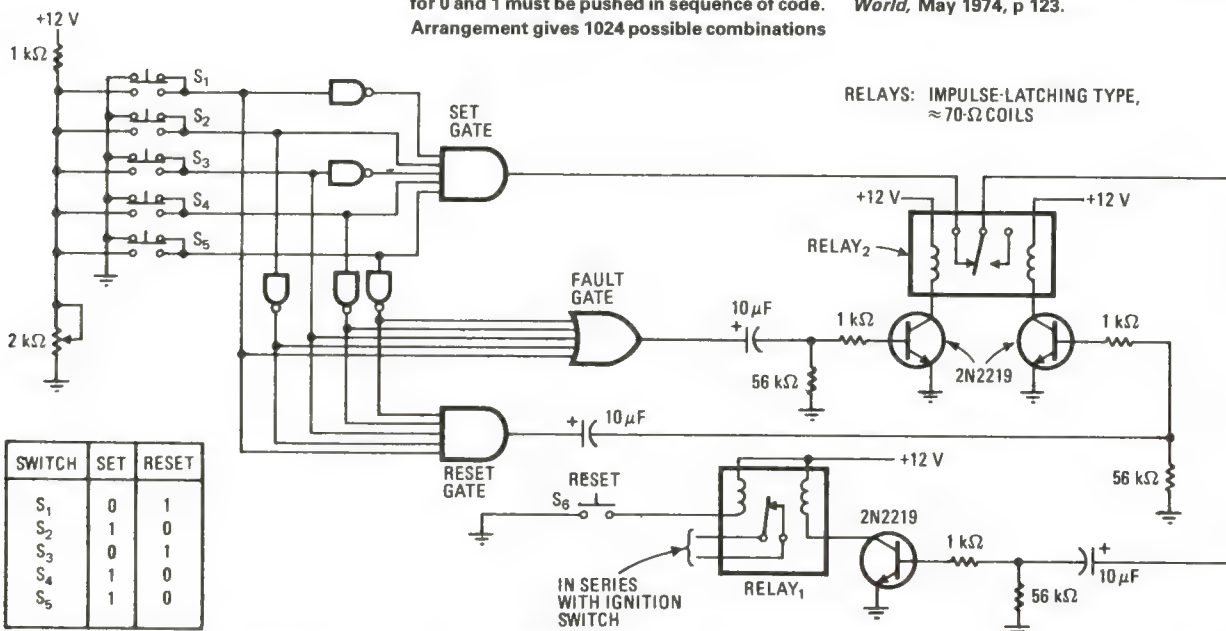 for 0 and 1 must be pushed in sequence of code.
Arrangement gives 1024 possible combinations
World, May 1974, p 123.
+12 V
1 kΩ
S1
S2
S3
S4
S5
2 kΩ
SET
GATE
RELAYS: IMPULSE-LATCHING TYPE,
≈70-Ω COILS
+12 V
+12 V
RELAY2
FAULT
GATE
10 μF
+
1 kΩ
56 kΩ
2N2219
1 kΩ
56 kΩ
RESET
GATE
+
10 μF
RESET
S6
+12 V
IN SERIES
WITH IGNITION
SWITCH
RELAY1
2N2219
1 kΩ
56 kΩ
+
10 μF
SWITCH SET RESET
S1 0 1
S2 1 0
S3 0 1
S4 1 0
S5 1 0